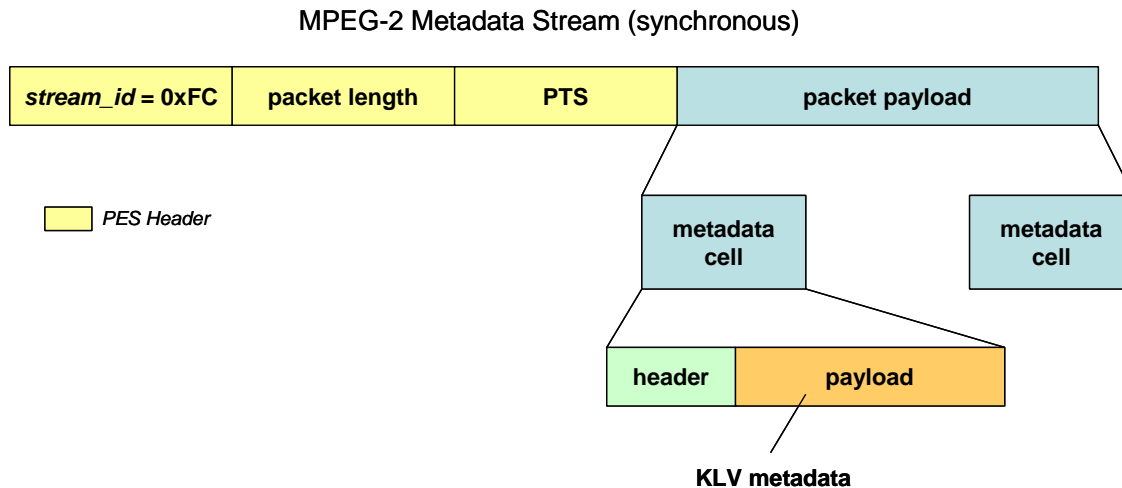 MPEG-2 Metadata Stream (synchronous)
stream_id = 0xFC
packet length
PTS
packet payload
PES Header
metadata
cell
metadata
cell
header
payload
KLV metadata